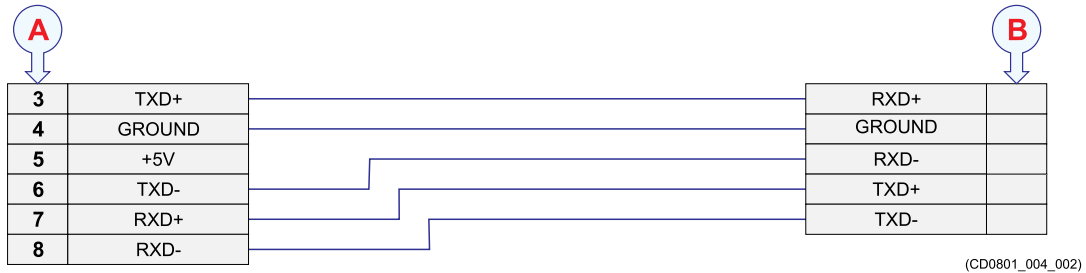 A B
3 TXD+ RXD+
4 GROUND GROUND
5 +5V RXD-
6 TXD- TXD+
7 RXD+ TXD-
8 RXD-
(CD0801_004_002)